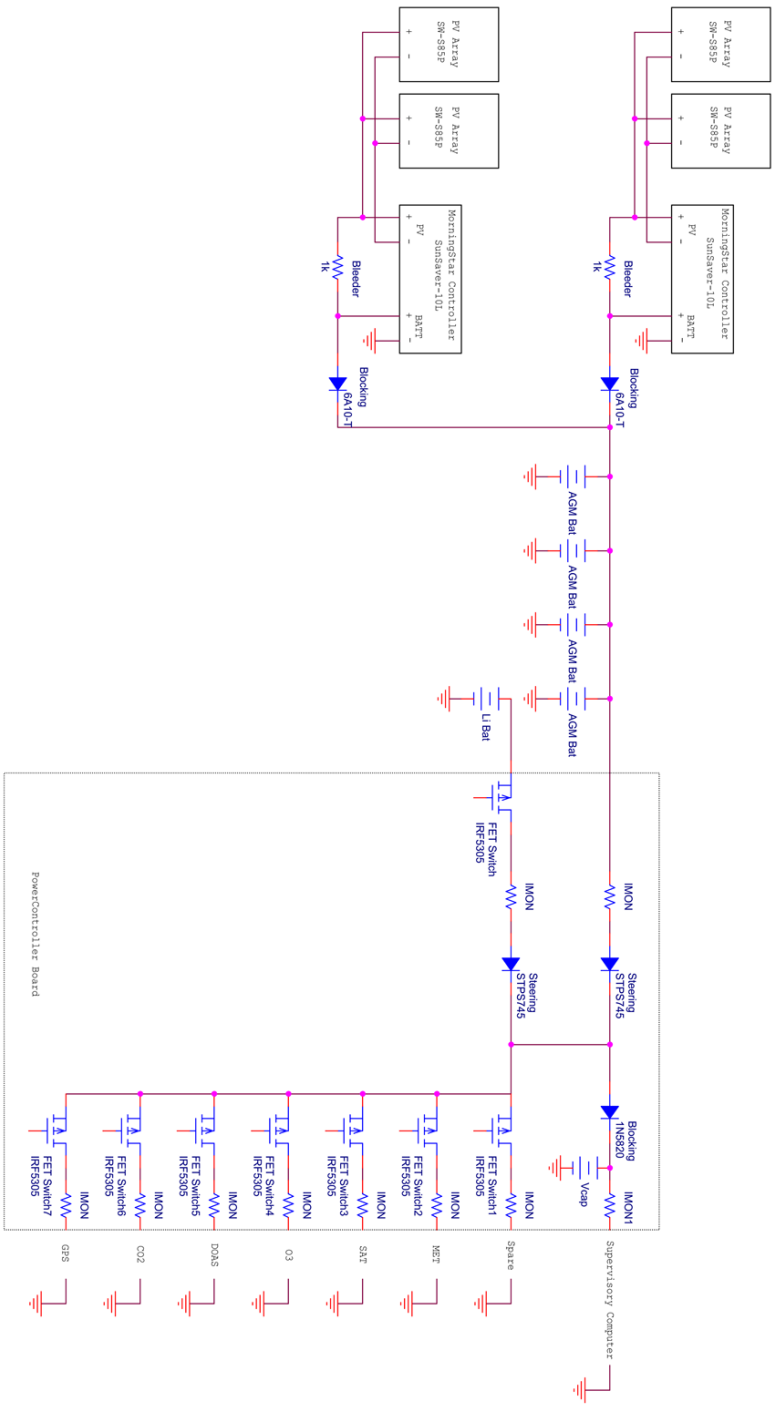 PV Array
SW-S85P
+ -
PV Array
SW-S85P
+ -
MorningStar Controller
SunSaver-10L
PV
+ -
BATT
+ -
Bleeder
1k
Blocking
6A10-T
AGM Bat
AGM Bat
AGM Bat
AGM Bat
IMON
Steering
STPS745
Blocking
1N5820
Vcap
IMON1
Supervisory Computer
PV Array
SW-S85P
+ -
PV Array
SW-S85P
+ -
MorningStar Controller
SunSaver-10L
PV
+ -
BATT
+ -
Bleeder
1k
Blocking
6A10-T
Li Bat
FET Switch
IRF5305
IMON
Steering
STPS745
FET Switch1
IRF5305
IMON
Spare
FET Switch2
IRF5305
IMON
MET
FET Switch3
IRF5305
IMON
SAT
FET Switch4
IRF5305
IMON
O3
FET Switch5
IRF5305
IMON
DOAS
FET Switch6
IRF5305
IMON
CO2
FET Switch7
IRF5305
IMON
GPS
PowerController Board